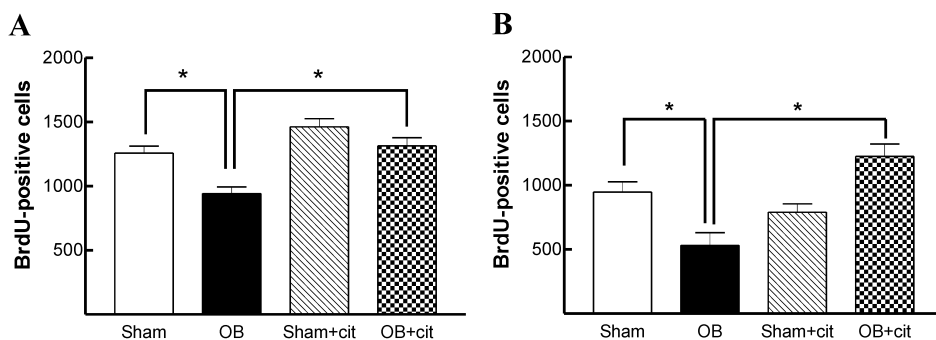 A
BrdU-positive cells
2000
1500
1000
500
*
*
Sham
OB
Sham+cit
OB+cit
B
BrdU-positive cells
2000
1500
1000
500
*
*
Sham
OB
Sham+cit
OB+cit